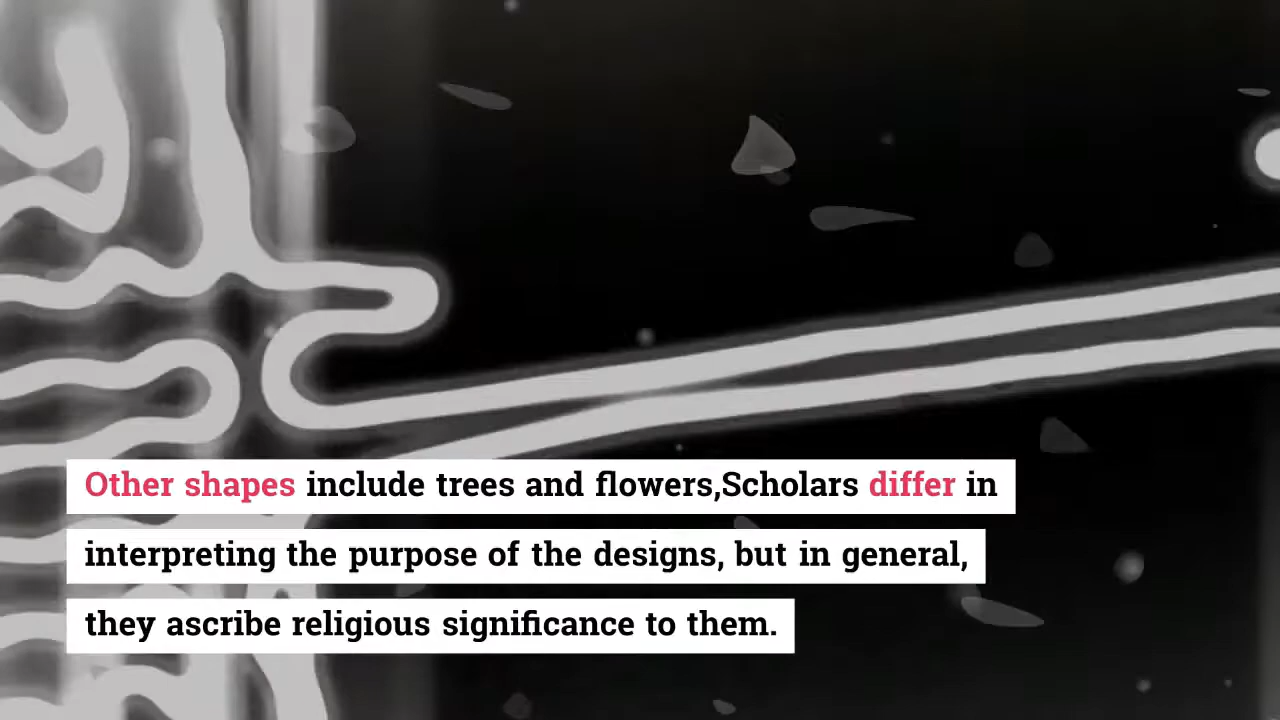 Other shapes include trees and flowers,Scholars differ in
interpreting the purpose of the designs, but in general,
they ascribe religious significance to them.